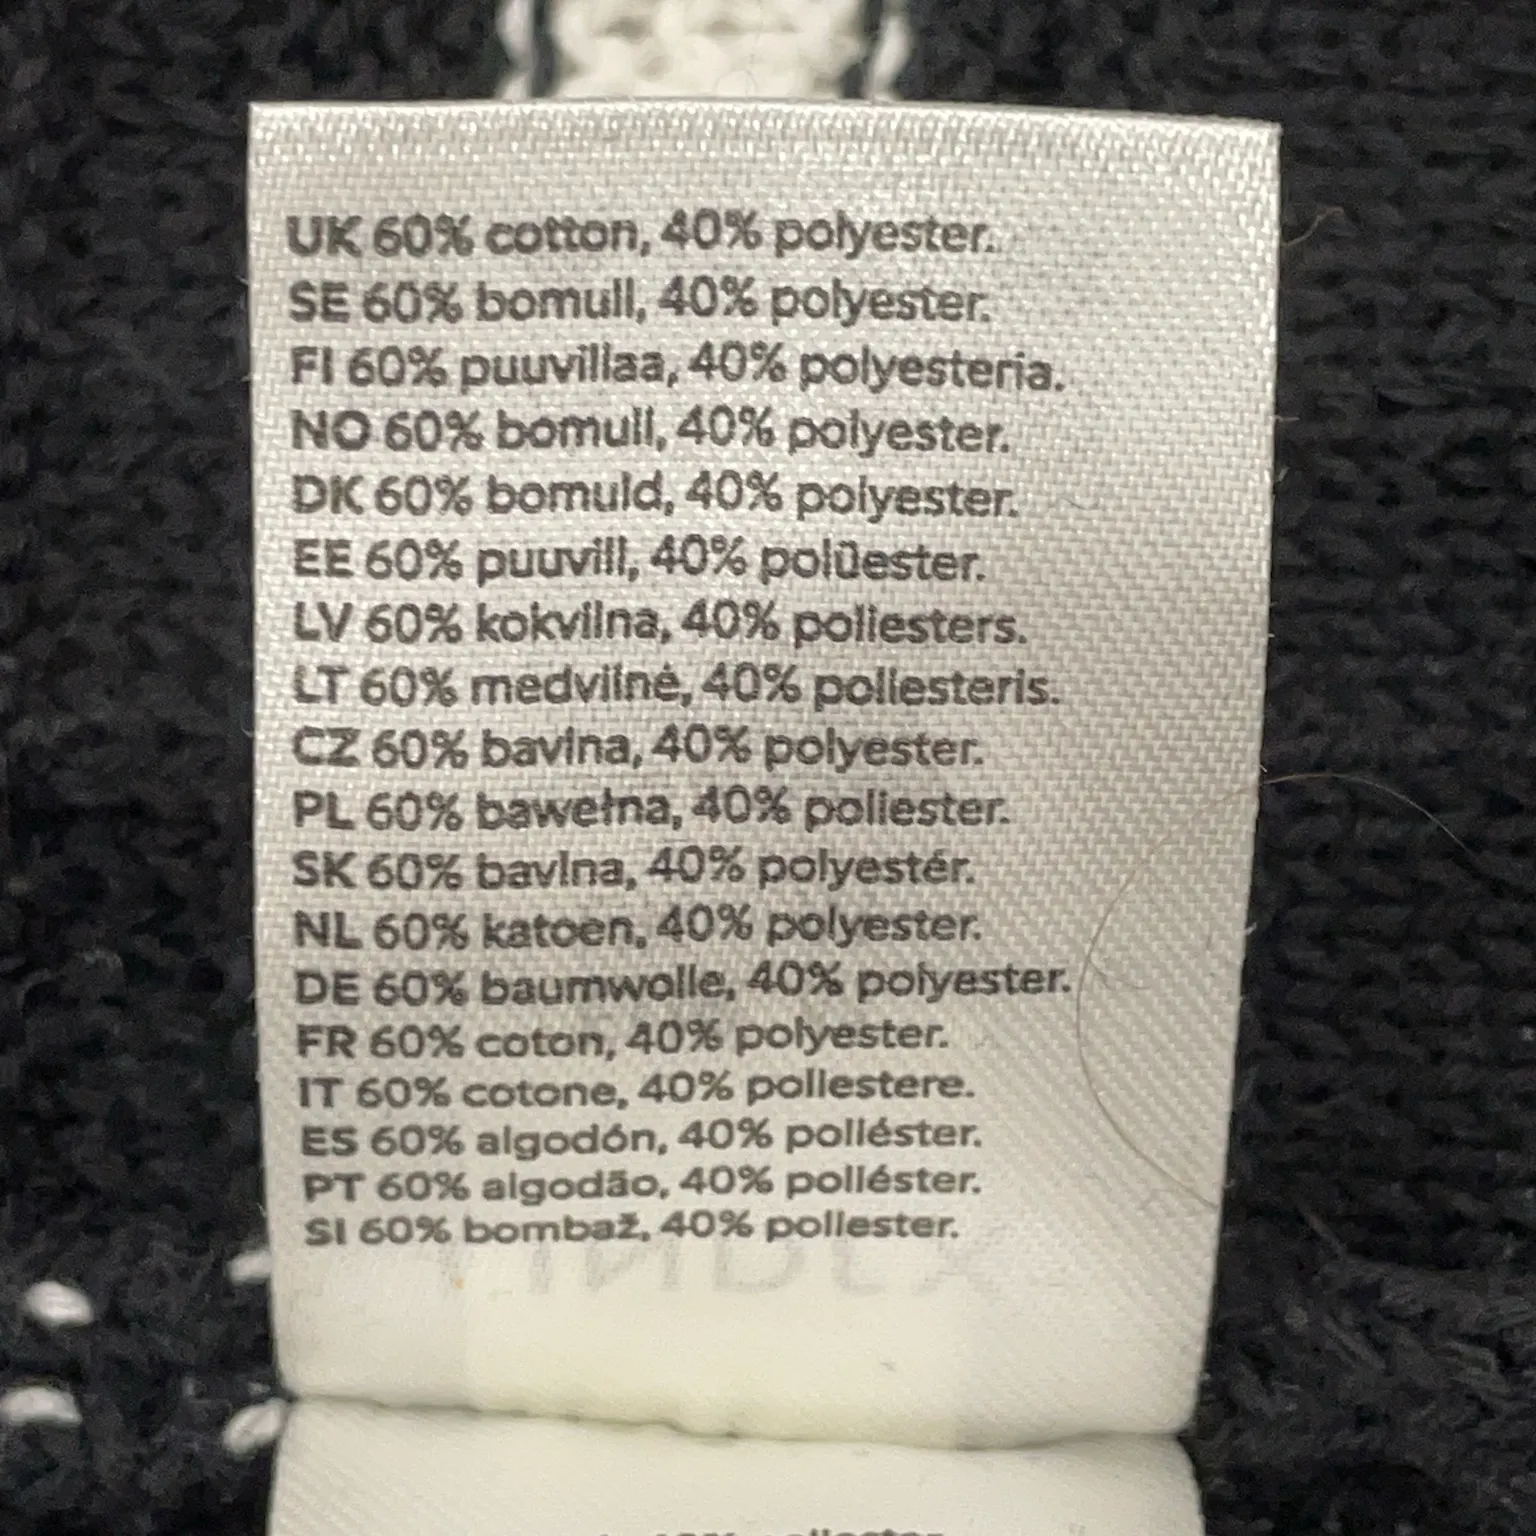 UK 60% cotton, 40% polyester.
SE 60% bomull, 40% polyester.
FI 60% puuvillaa, 40% polyesteria.
NO 60% bomull, 40% polyester.
DK 60% bomuld, 40% polyester.
EE 60% puuvill, 40% polüester.
LV 60% kokvilna, 40% poliesters.
LT 60% medvilnė, 40% poliesteris.
CZ 60% bavlna, 40% polyester.
PL 60% bawełna, 40% poliester.
SK 60% bavlna, 40% polyestér.
NL 60% katoen, 40% polyester.
DE 60% baumwolle, 40% polyester.
FR 60% coton, 40% polyester.
IT 60% cotone, 40% poliestere.
ES 60% algodón, 40% poliéster.
PT 60% algodão, 40% poliéster.
SI 60% bombaž, 40% poliester.